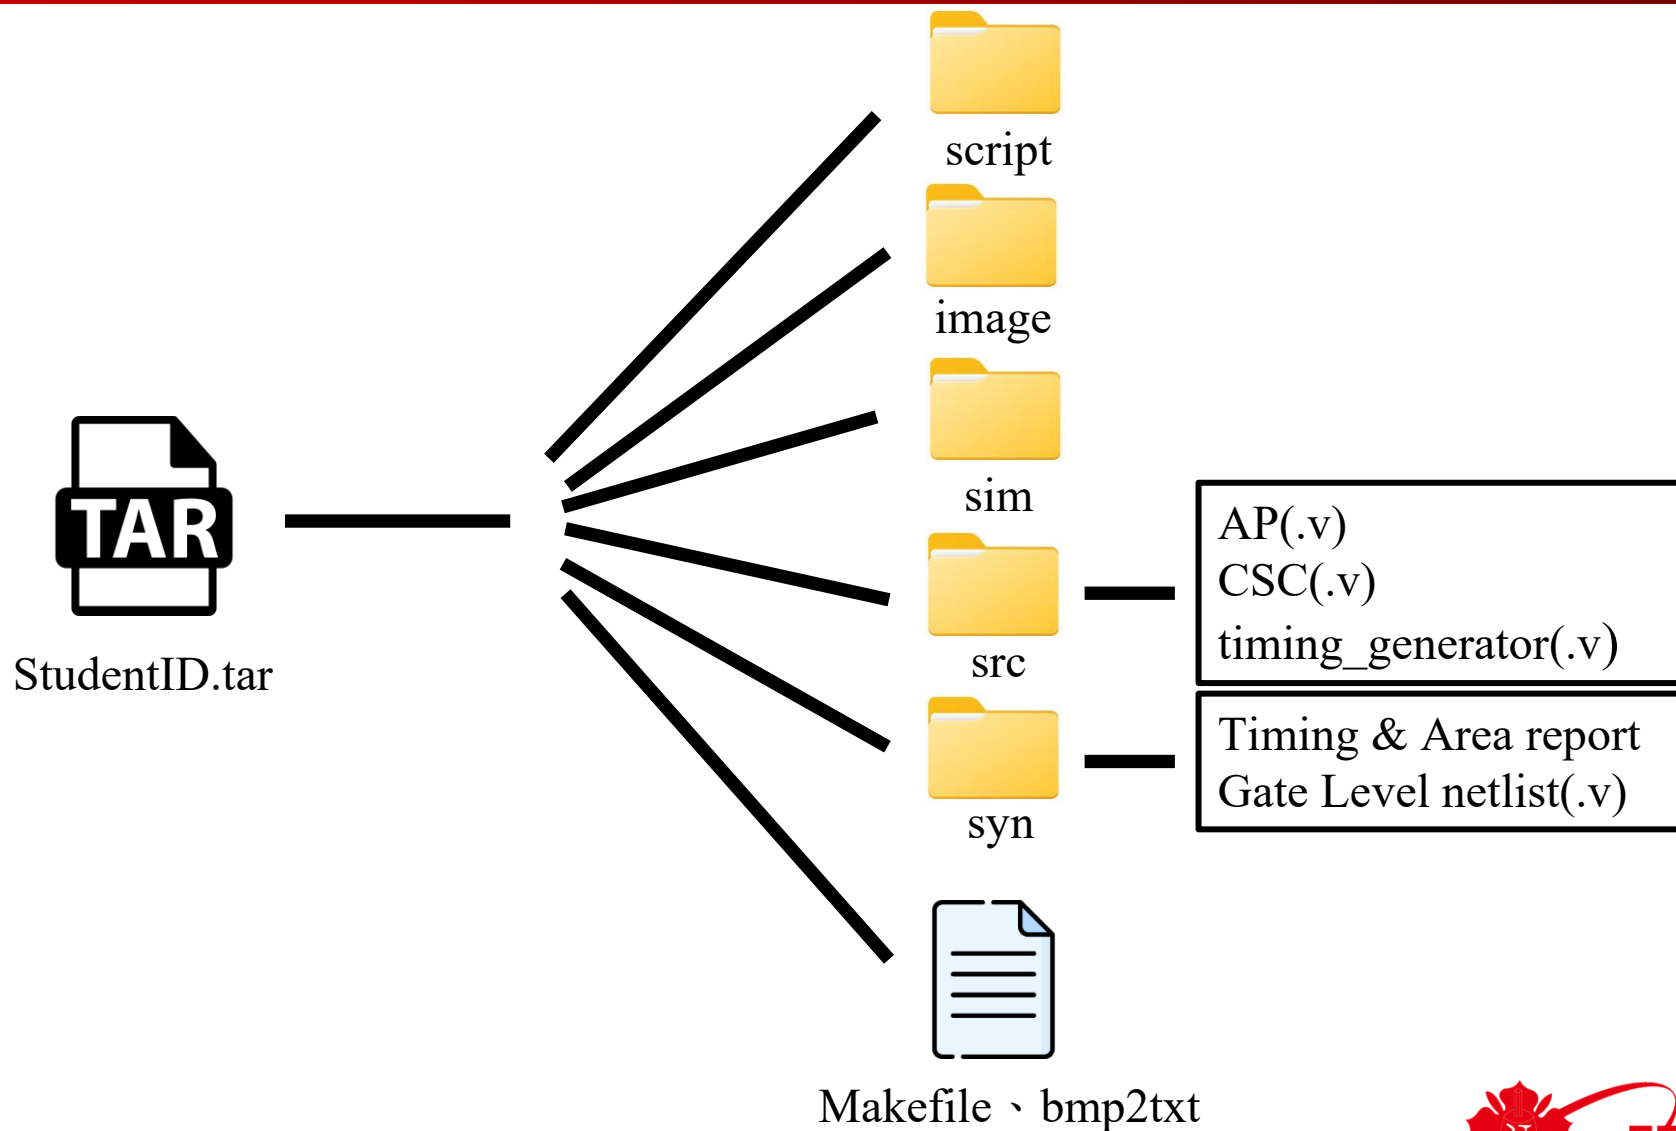 script
image
sim
TAR
StudentID.tar
src
AP(.v)
CSC(.v)
timing_generator(.v)
syn
Timing & Area report
Gate Level netlist(.v)
Makefile、bmp2txt